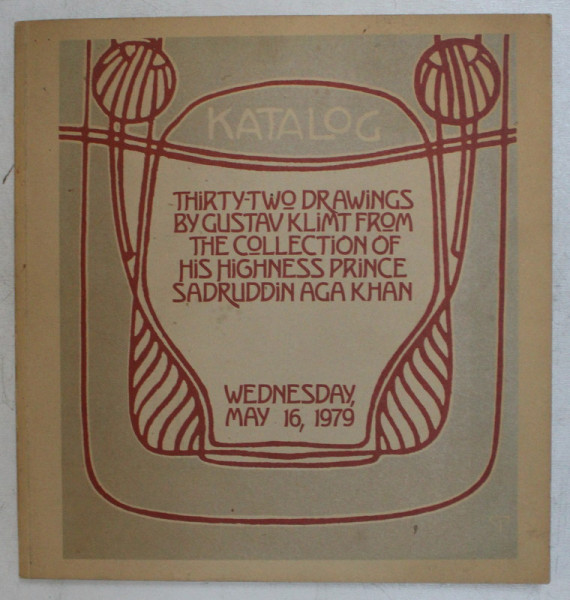 KATALOG
THIRTY-TWO DRAWINGS
BY GUSTAV KLIMT FROM
THE COLLECTION OF
HIS HIGHNESS PRINCE
SADRUDDIN AGA KHAN
WEDNESDAY,
MAY 16, 1979